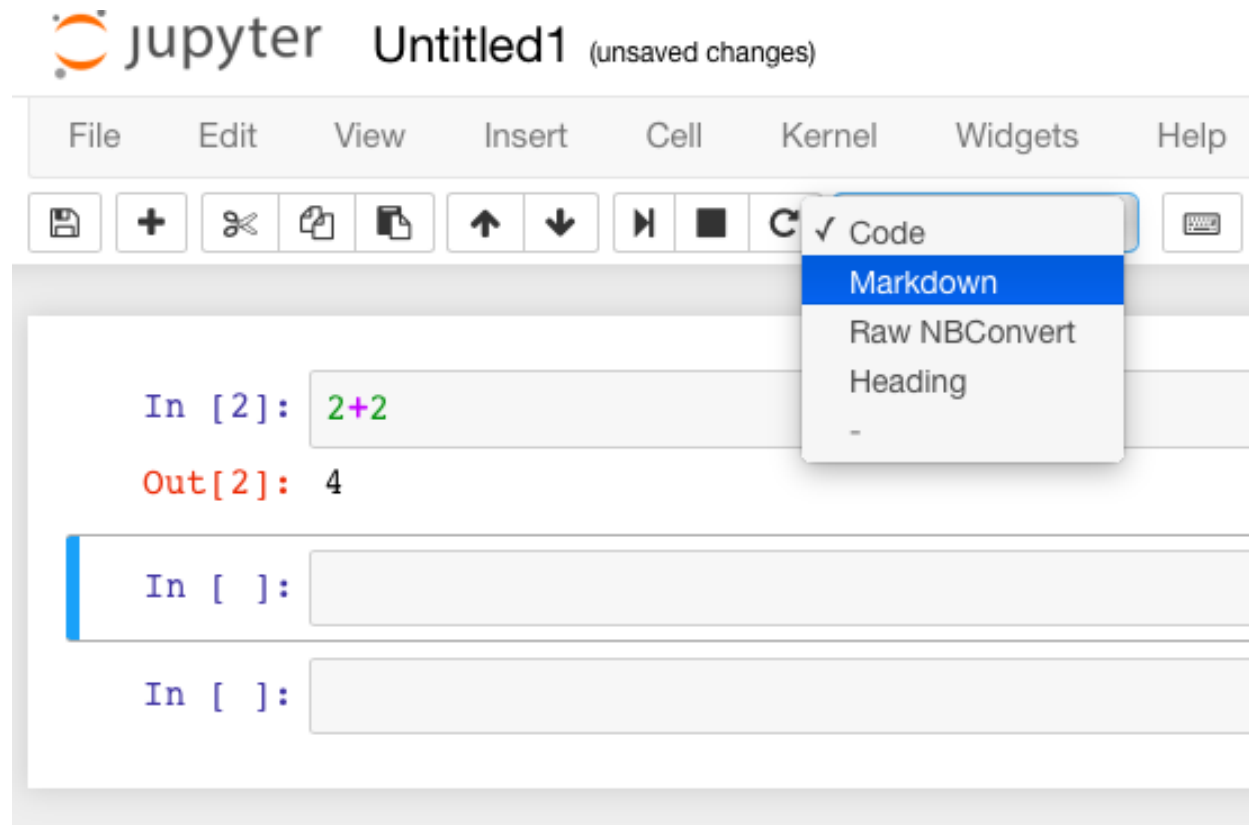 jupyter Untitled1 (unsaved changes)
File Edit View Insert Cell Kernel Widgets Help
Code
Markdown
Raw NBConvert
Heading
-
In [2]: 2+2
Out[2]: 4
In [ ]:
In [ ]: